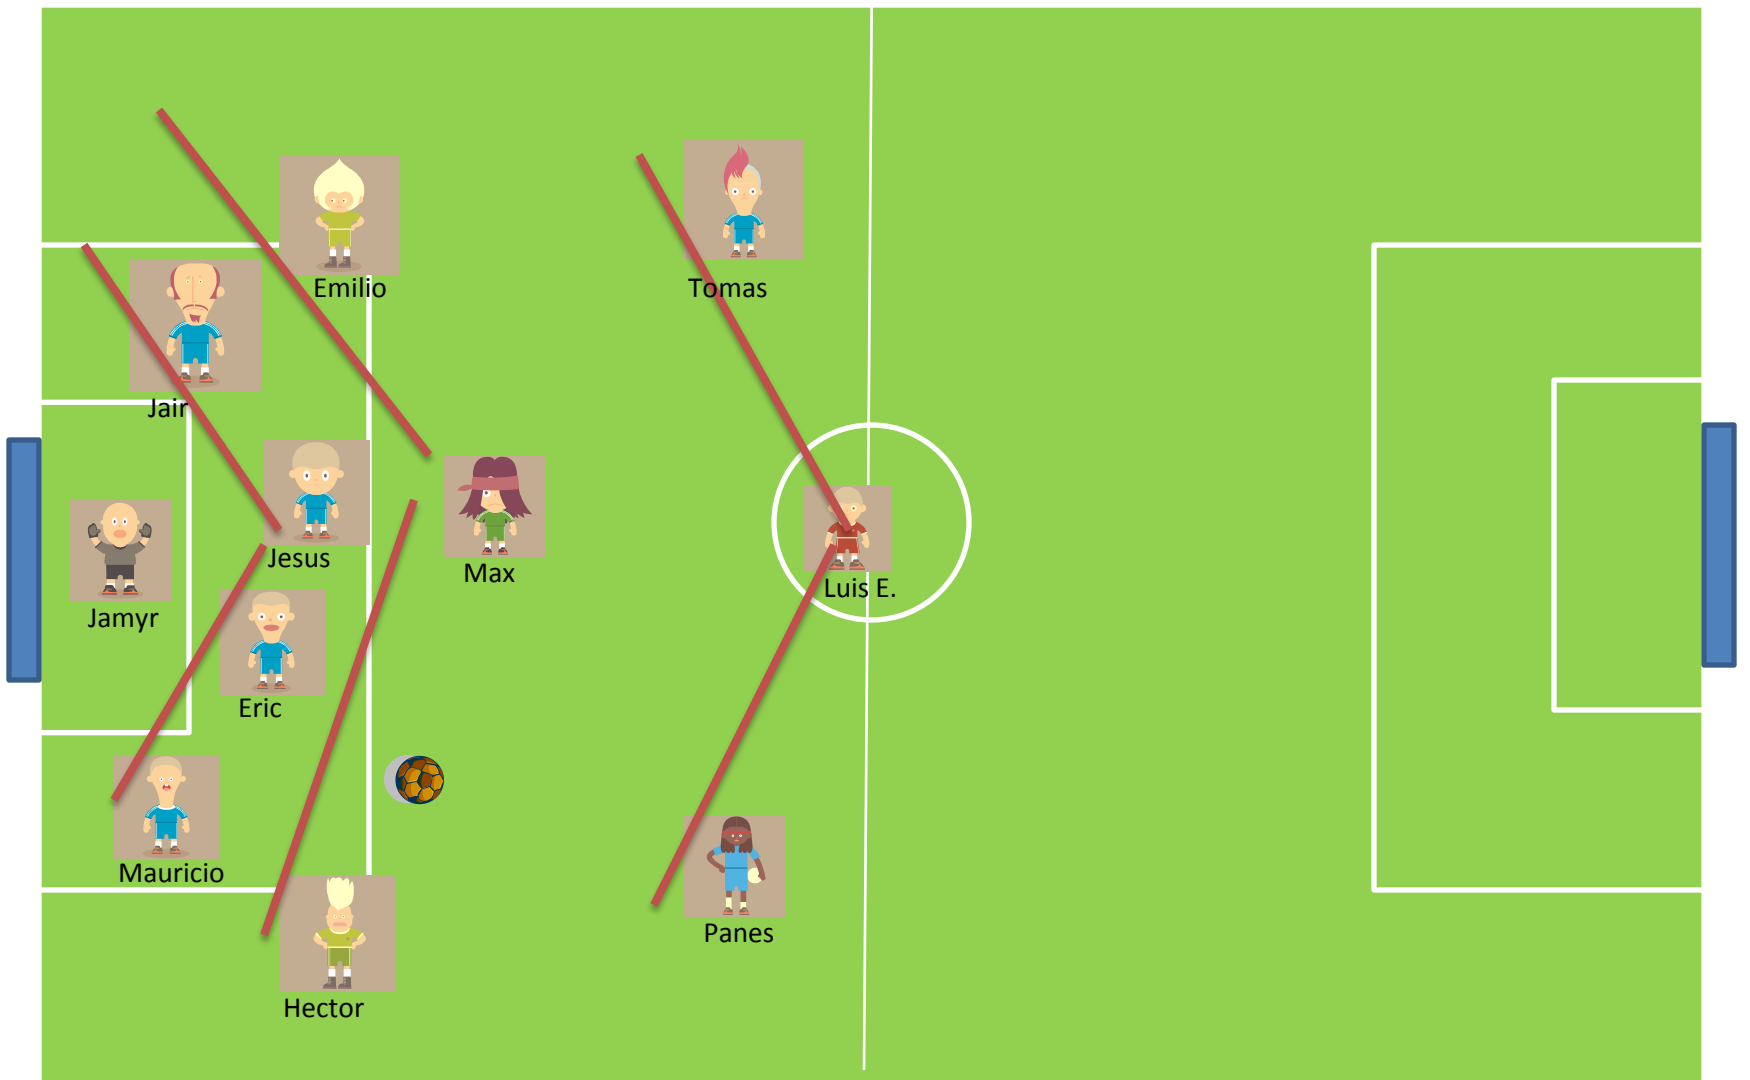 Emilio
Tomas
Jair
Jesus
Max
Luis E.
Jamyr
Eric
Mauricio
Panes
Hector